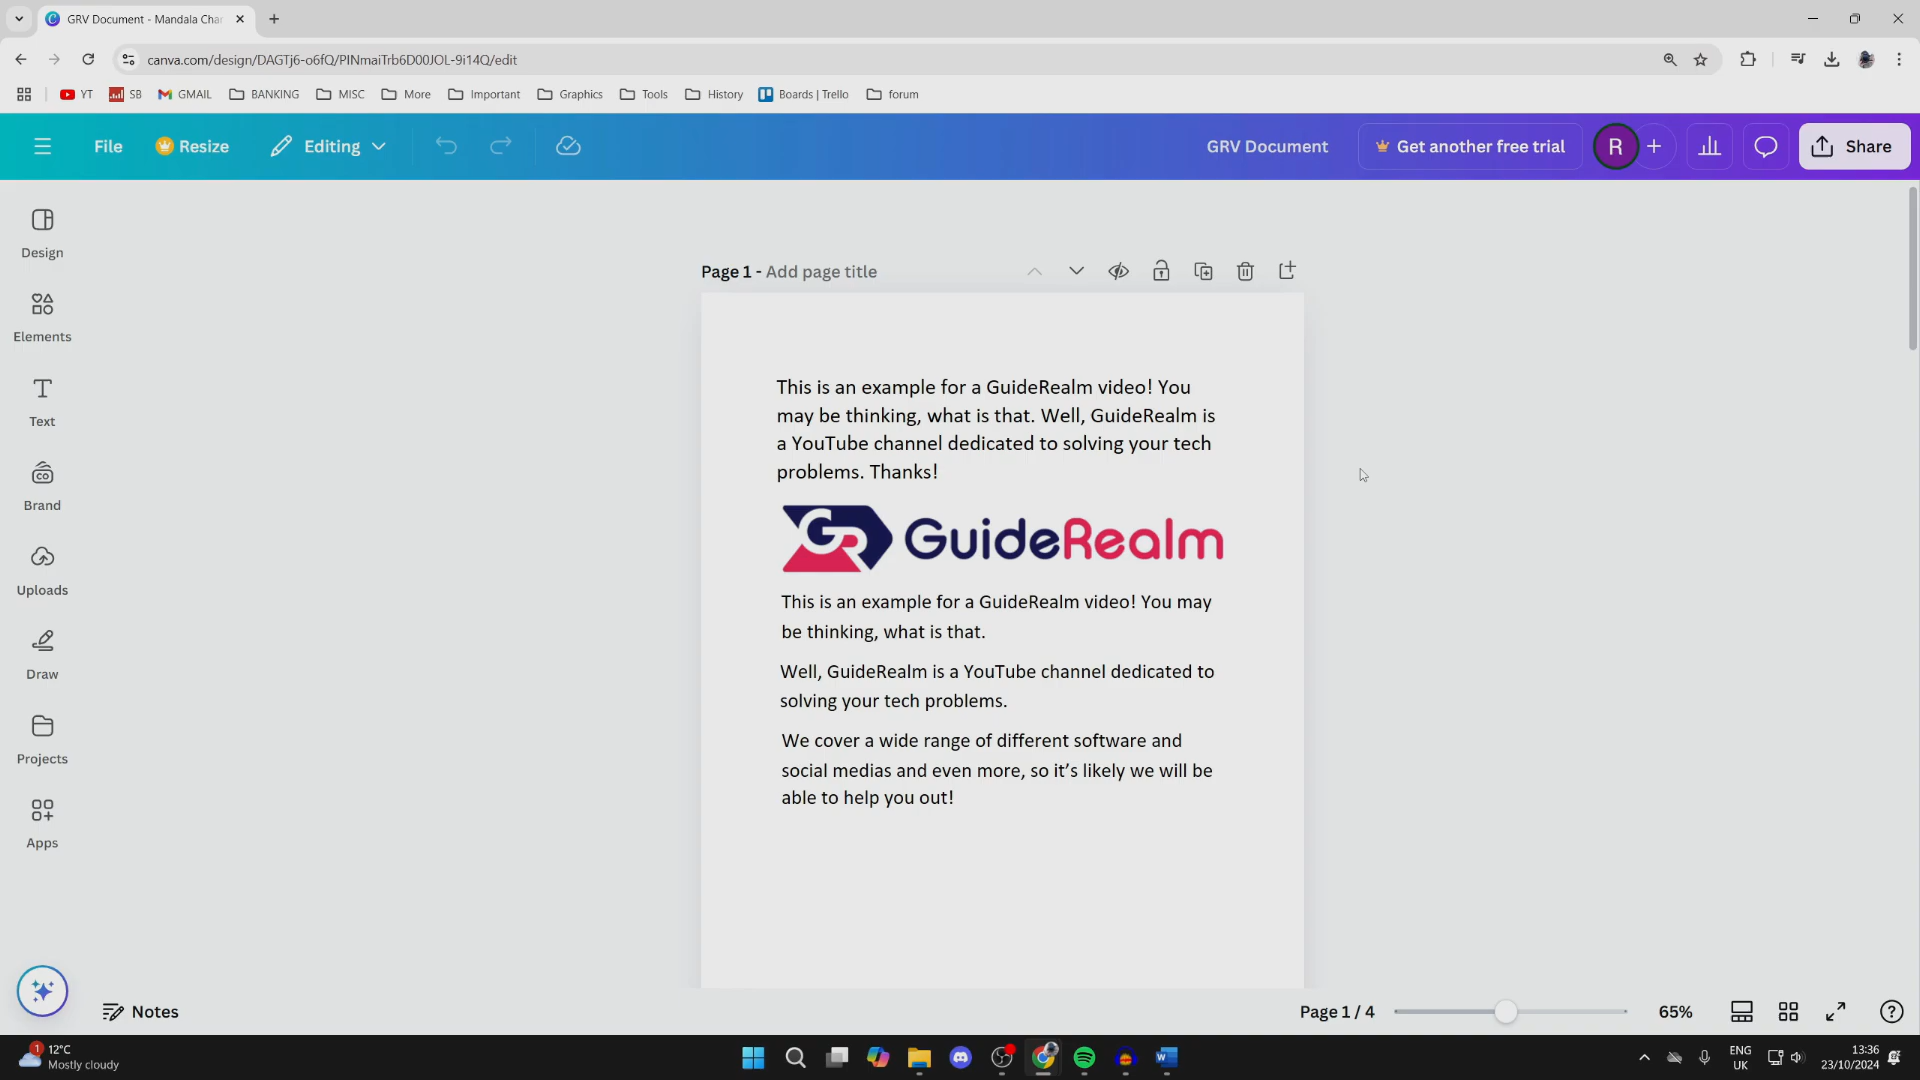 GRV Document - Mandala Cha
canva.com/design/DAGTj6-o6fQ/PINmaiTrb6D00JOL-9i14Q/edit
YT
SB
GMAIL
BANKING
MISC
More
Important
Graphics
Tools
History
Boards | Trello
forum
File
Resize
Editing
GRV Document
Get another free trial
R
Share
Design
Elements
Text
Brand
Uploads
Draw
Projects
Apps
Page 1 - Add page title
This is an example for a GuideRealm video! You
may be thinking, what is that. Well, GuideRealm is
a YouTube channel dedicated to solving your tech
problems. Thanks!
GR GuideRealm
This is an example for a GuideRealm video! You may
be thinking, what is that.
Well, GuideRealm is a YouTube channel dedicated to
solving your tech problems.
We cover a wide range of different software and
social medias and even more, so it’s likely we will be
able to help you out!
Notes
Page 1 / 4
65%
1
12°C
Mostly cloudy
ENG
UK
13:36
23/10/2024